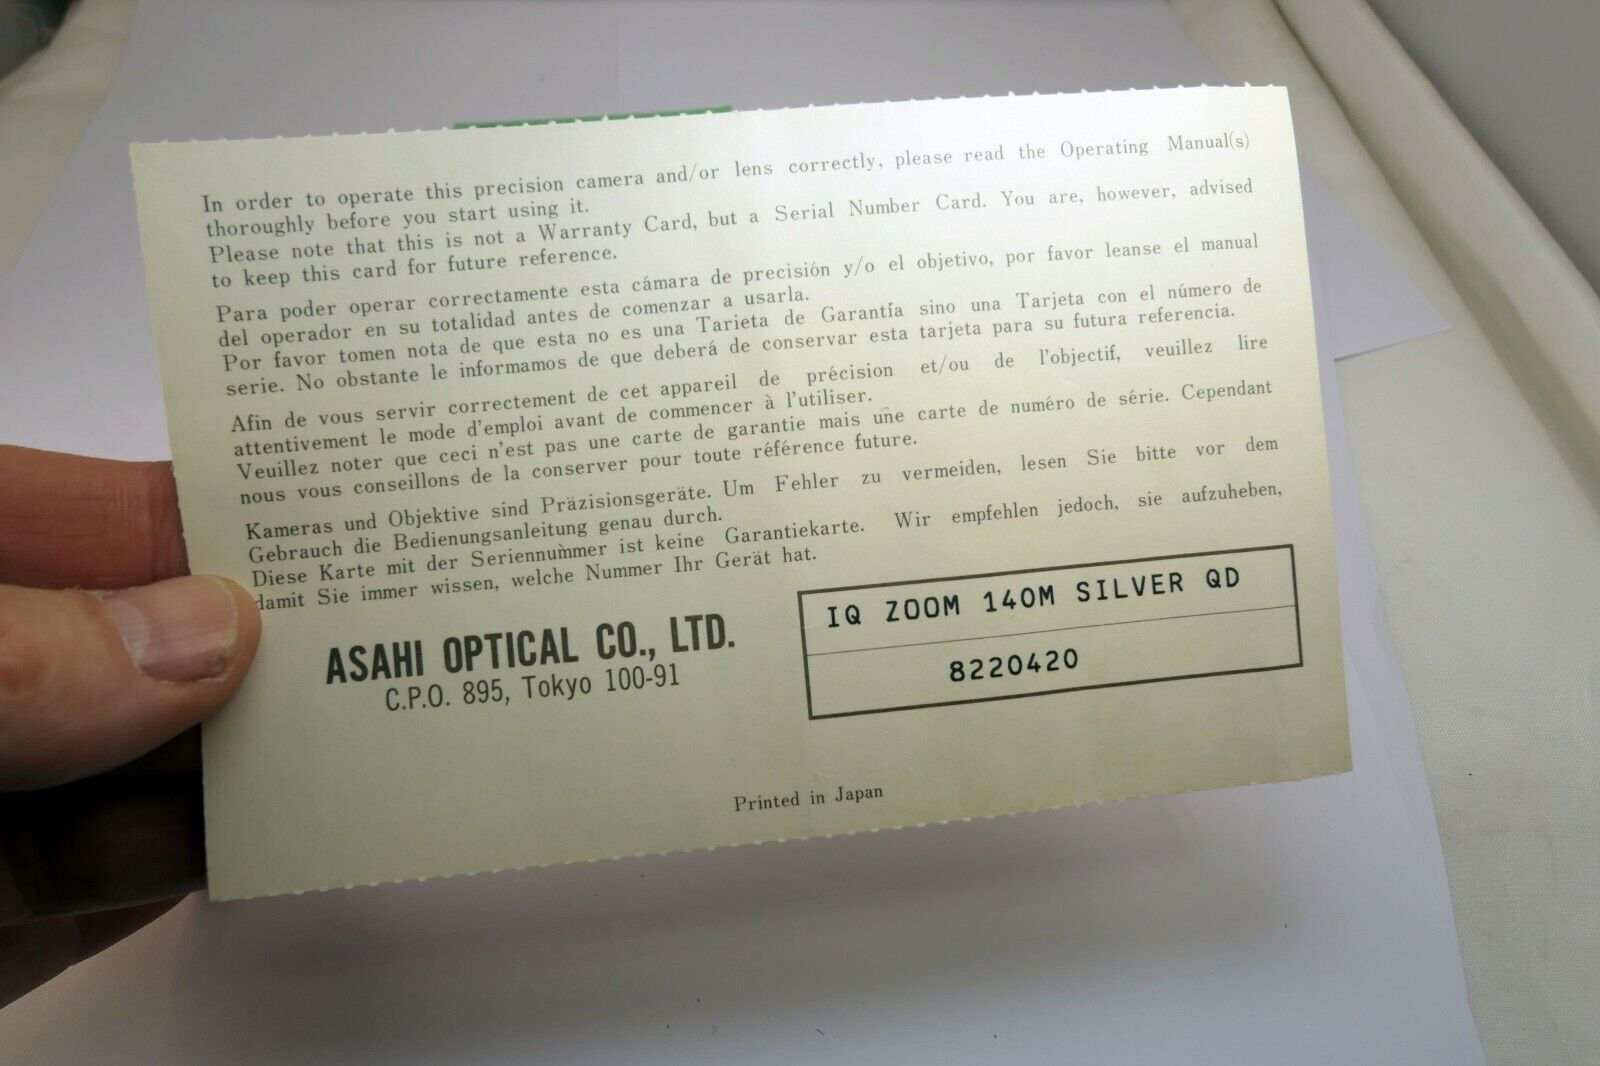 In order to operate this precision camera and/or lens correctly, please read the Operating Manual(s)
thoroughly before you start using it.
Please note that this is not a Warranty Card, but a Serial Number Card. You are, however, advised
to keep this card for future reference.
Para poder operar correctamente esta cámara de precisión y/o el objetivo, por favor leanse el manual
del operador en su totalidad antes de comenzar a usarla.
Por favor tomen nota de que esta no es una Tarieta de Garantía sino una Tarjeta con el número de
serie. No obstante le informamos de que deberá de conservar esta tarjeta para su futura referencia.
Afin de vous servir correctement de cet appareil de précision et/ou de l'objectif, veuillez lire
attentivement le mode d'emploi avant de commencer à l'utiliser.
Veuillez noter que ceci n'est pas une carte de garantie mais une carte de numéro de série. Cependant
nous vous conseillons de la conserver pour toute référence future.
Kameras und Objektive sind Präzisionsgeräte. Um Fehler zu vermeiden, lesen Sie bitte vor dem
Gebrauch die Bedienungsanleitung genau durch.
Diese Karte mit der Seriennummer ist keine Garantiekarte. Wir empfehlen jedoch, sie aufzuheben,
damit Sie immer wissen, welche Nummer Ihr Gerät hat.
ASAHI OPTICAL CO., LTD.
C.P.O. 895, Tokyo 100-91
IQ ZOOM 140M SILVER QD
8220420
Printed in Japan